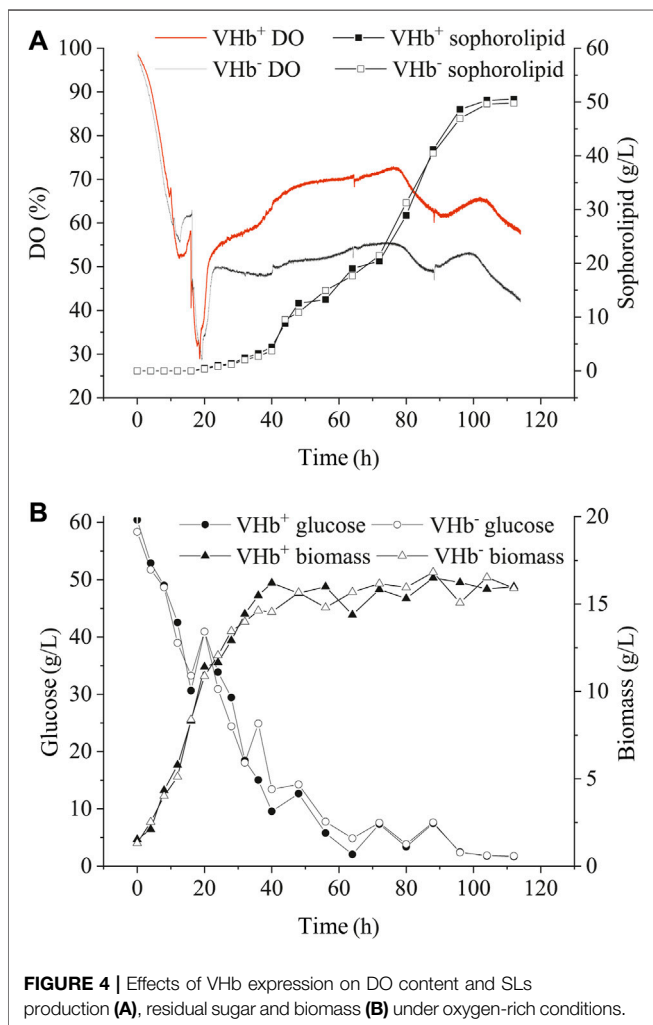 A
VHb+ DO
VHb+ sophorolipid
VHb- DO
VHb- sophorolipid
100
90
80
70
60
50
40
30
20
DO (%)
60
50
40
30
20
10
0
Sophorolipid (g/L)
0 20 40 60 80 100 120
Time (h)
B
VHb+ glucose
VHb- glucose
VHb+ biomass
VHb- biomass
60
50
40
30
20
10
0
Glucose (g/L)
20
15
10
5
0
Biomass (g/L)
0 20 40 60 80 100 120
Time (h)
FIGURE 4 | Effects of VHb expression on DO content and SLs
production (A), residual sugar and biomass (B) under oxygen-rich conditions.